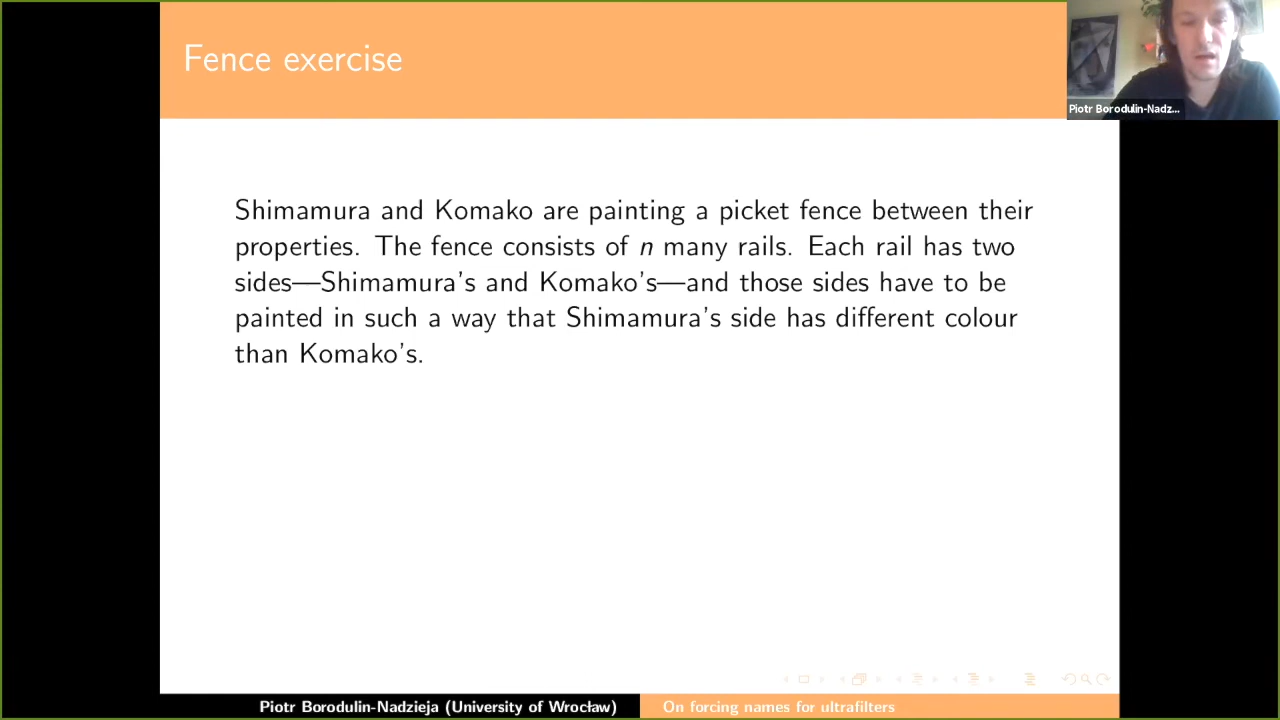 Fence exercise
Piotr Borodulin-Nadz...
Shimamura and Komako are painting a picket fence between their
properties. The fence consists of n many rails. Each rail has two
sides—Shimamura's and Komako's—and those sides have to be
painted in such a way that Shimamura's side has different colour
than Komako's.
Piotr Borodulin-Nadzieja (University of Wrocław)
On forcing names for ultrafilters